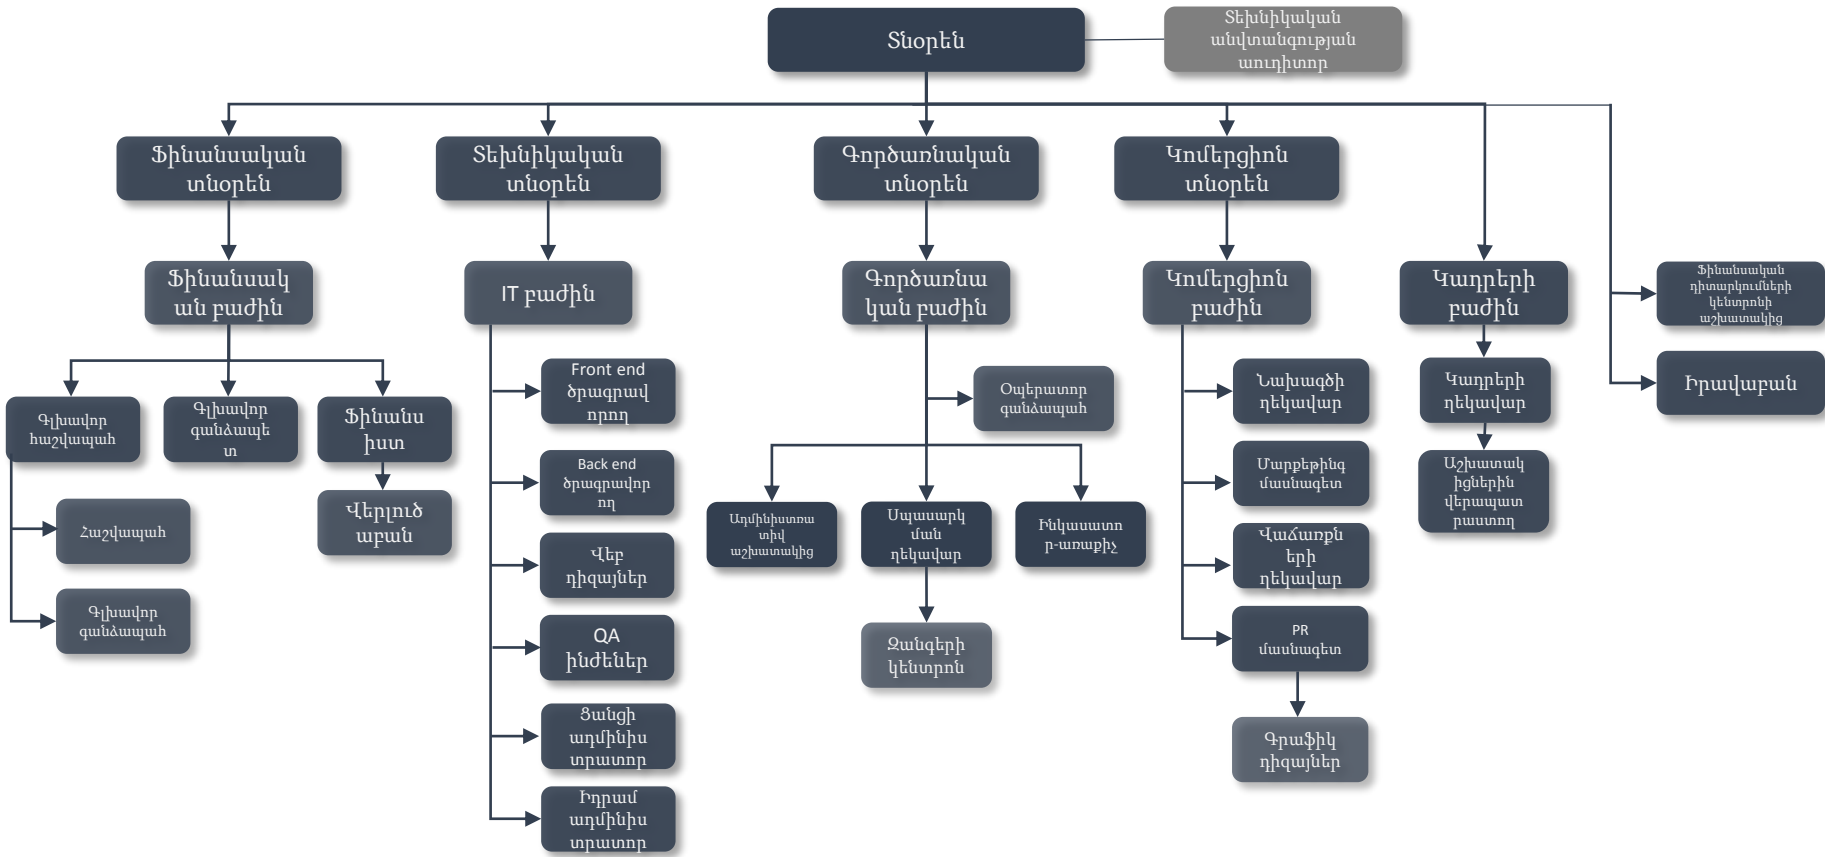 Տնօրեն
Տեխնիկական
անվտանգության
աուդիտոր
Ֆինանսական
տնօրեն
Տեխնիկական
տնօրեն
Գործառնական
տնօրեն
Կոմերցիոն
տնօրեն
Ֆինանսակ
ան բաժին
IT բաժին
Գործառնա
կան բաժին
Կոմերցիոն
բաժին
Կադրերի
բաժին
Ֆինանսական
դիտարկումների
կենտրոնի
աշխատակից
Իրավաբան
Գլխավոր
հաշվապահ
Գլխավոր
գանձապե
տ
Ֆինանս
իստ
Հաշվապահ
Գլխավոր
գանձապահ
Վերլուծ
աբան
Front end
ծրագրավ
որող
Back end
ծրագրավոր
ող
Վեբ
դիզայներ
QA
ինժեներ
Ցանցի
ադմինիս
տրատոր
Իդրամ
ադմինիս
տրատոր
Օպերատոր
գանձապահ
Ադմինիստռա
տիվ
աշխատակից
Սպասարկ
ման
ղեկավար
Ինկասատո
ր-առաքիչ
Զանգերի
կենտրոն
Նախագծի
ղեկավար
Մարքեթինգ
մասնագետ
Վաճառքն
երի
ղեկավար
PR
մասնագետ
Գրաֆիկ
դիզայներ
Կադրերի
ղեկավար
Աշխատակ
իցներին
վերապատ
րաստող